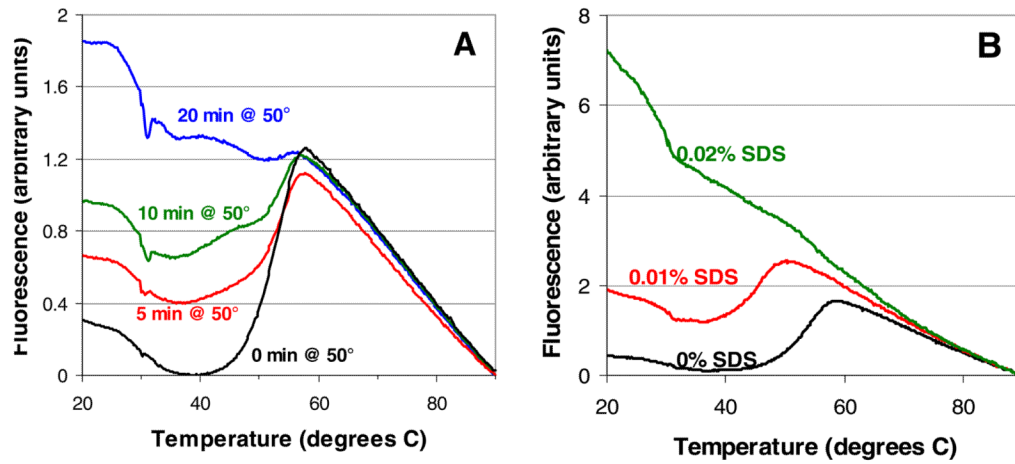 A
Fluorescence (arbitrary units)
2
1.6
1.2
0.8
0.4
0
20 min @ 50°
10 min @ 50°
5 min @ 50°
0 min @ 50°
20
40
60
80
Temperature (degrees C)
B
Fluorescence (arbitrary units)
8
6
4
2
0
0.02% SDS
0.01% SDS
0% SDS
20
40
60
80
Temperature (degrees C)